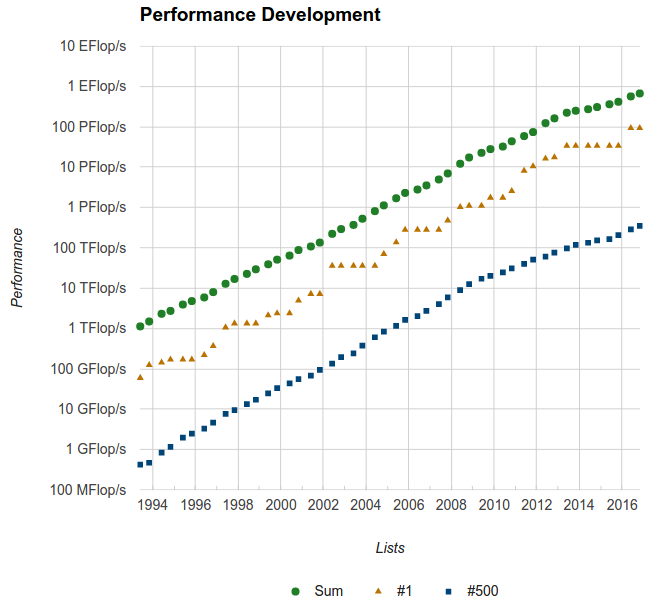 Performance Development
10 EFlop/s
1 EFlop/s
100 PFlop/s
10 PFlop/s
1 PFlop/s
100 TFlop/s
10 TFlop/s
1 TFlop/s
100 GFlop/s
10 GFlop/s
1 GFlop/s
100 MFlop/s
Performance
1994 1996 1998 2000 2002 2004 2006 2008 2010 2012 2014 2016
Lists
Sum #1 #500